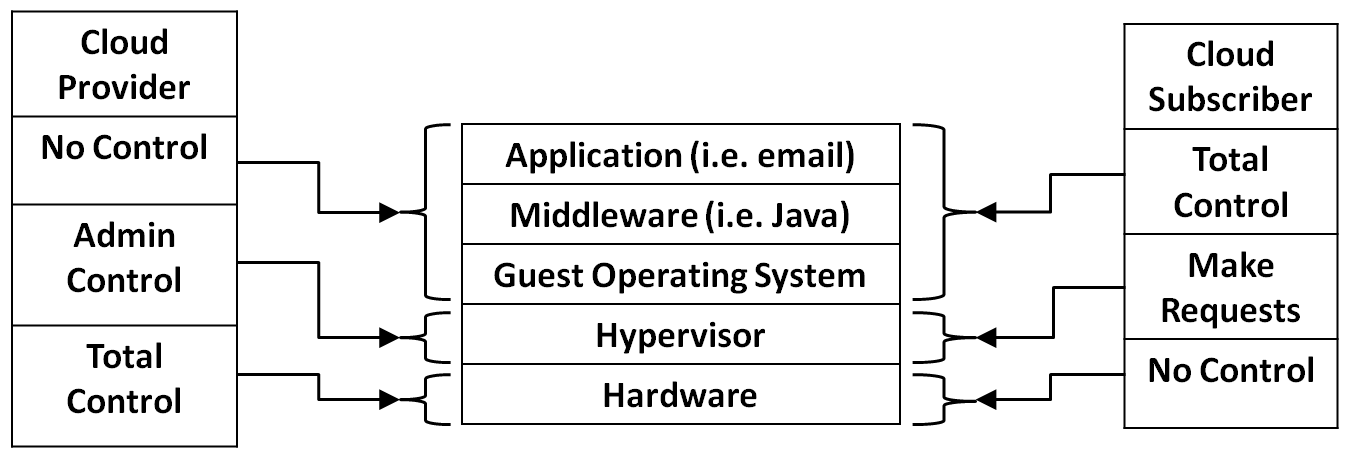 Cloud
Provider
No Control
Admin
Control
Total
Control
Application (i.e. email)
Middleware (i.e. Java)
Guest Operating System
Hypervisor
Hardware
Cloud
Subscriber
Total
Control
Make
Requests
No Control